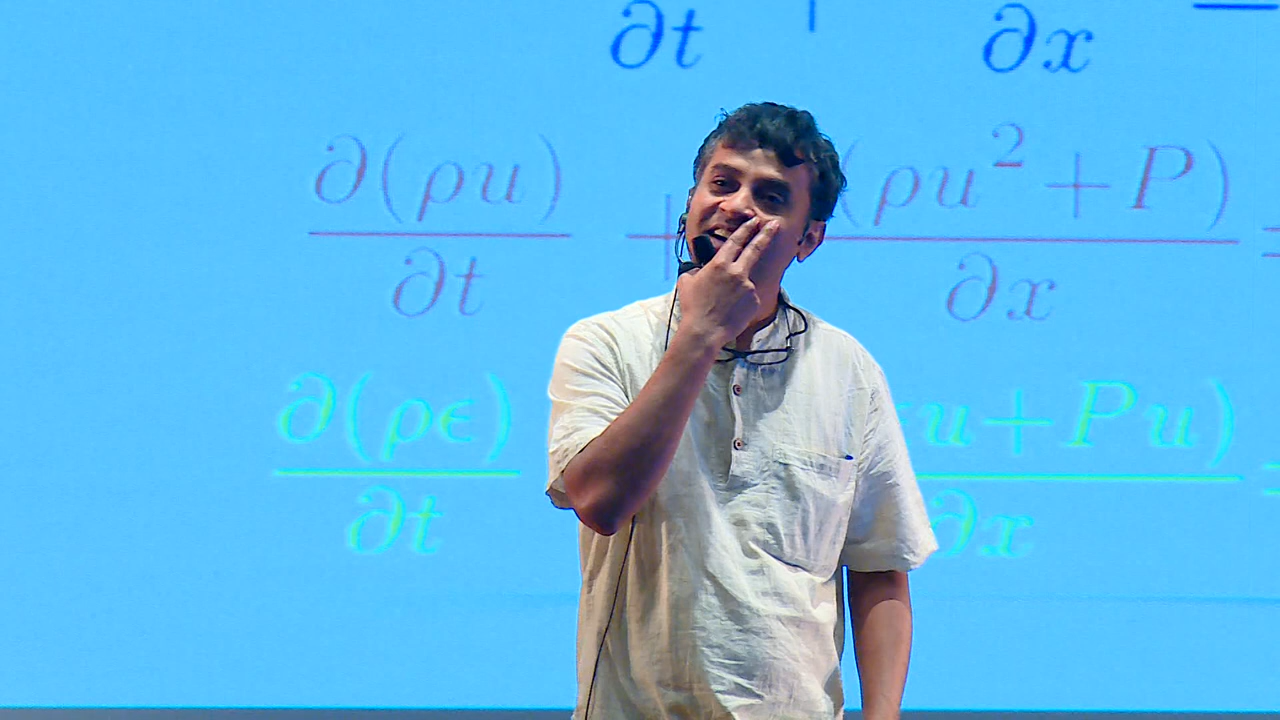 ∂t + ∂x
∂(ρu) + (ρu² + P) =
∂t ∂x
∂(ρϵ) u + Pu) =
∂t ∂x